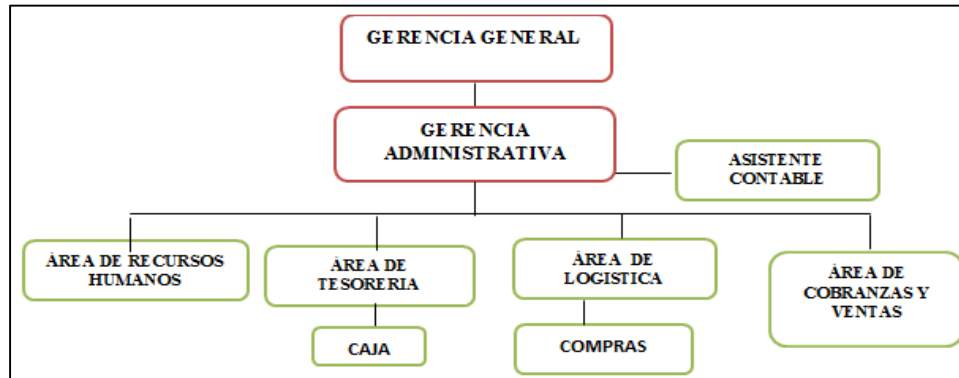 GERENCIA GENERAL
GERENCIA
ADMINISTRATIVA
ASISTENTE
CONTABLE
ÁREA DE RECURSOS
HUMANOS
ÁREA DE
TESORERIA
ÁREA DE
LOGISTICA
ÁREA DE
COBRANZAS Y
VENTAS
CAJA
COMPRAS